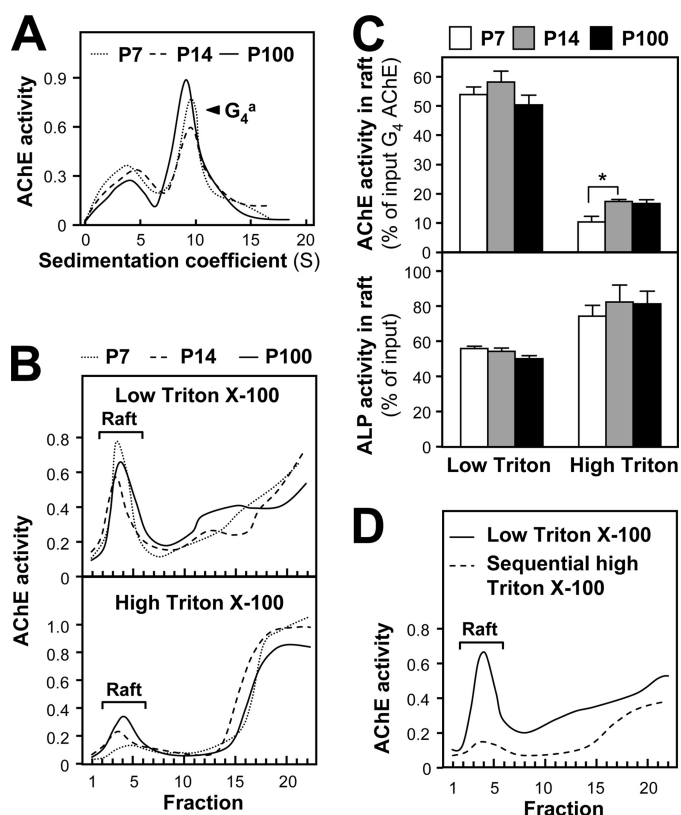 A
P7 P14 P100
0.9
0.6
0.3
0
AChE activity
G4a
0 5 10 15 20
Sedimentation coefficient (S)
B
P7 P14 P100
Low Triton X-100
Raft
0.8
0.6
0.4
0.2
0
High Triton X-100
Raft
1.0
0.8
0.6
0.4
0.2
0
AChE activity
1 5 10 15 20
Fraction
C
P7 P14 P100
AChE activity in raft
(% of input G4 AChE)
60
50
40
30
20
10
0
*
ALP activity in raft
(% of input)
100
80
60
40
20
0
Low Triton High Triton
D
Low Triton X-100
Sequential high
Triton X-100
Raft
AChE activity
0.8
0.6
0.4
0.2
0
1 5 10 15 20
Fraction